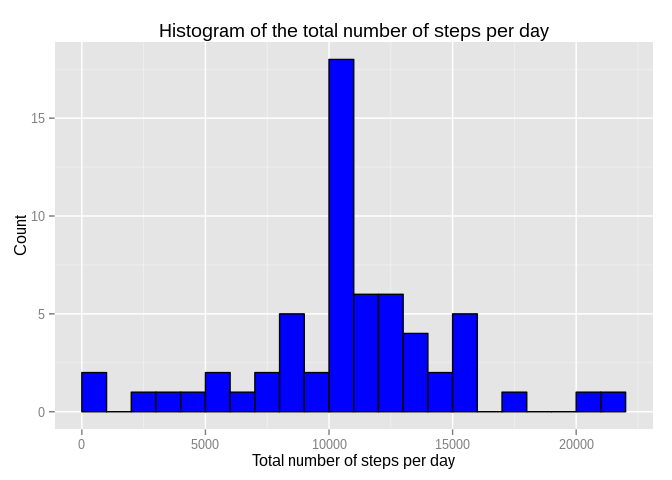 Histogram of the total number of steps per day
15
10
5
0
Count
0 5000 10000 15000 20000
Total number of steps per day